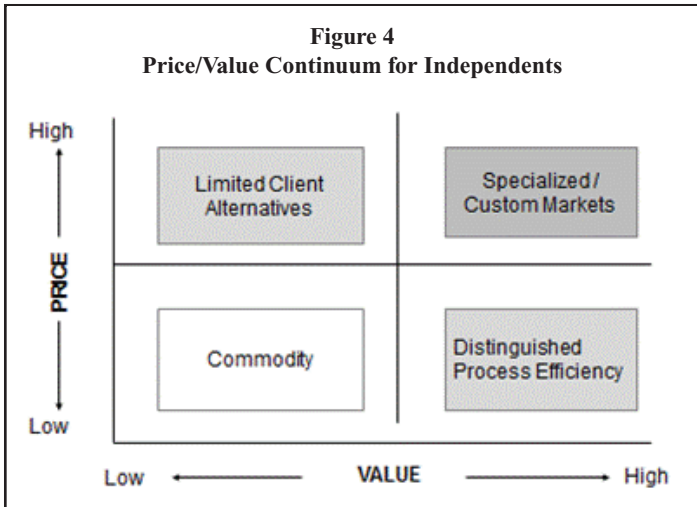 Figure 4
Price/Value Continuum for Independents
High
Limited Client
Alternatives
Specialized /
Custom Markets
PRICE
Commodity
Distinguished
Process Efficiency
Low
Low
VALUE
High